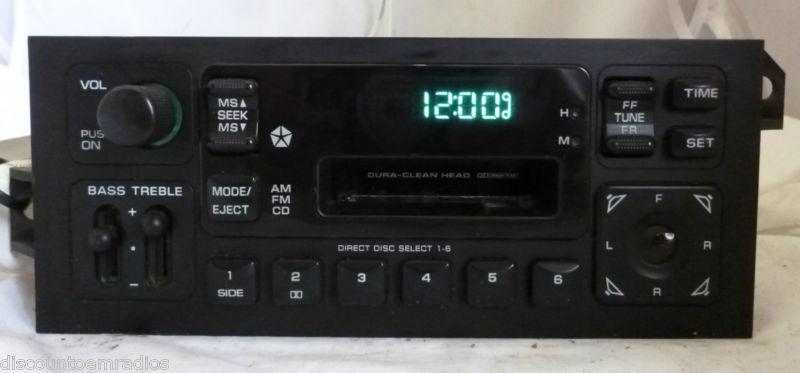 VOL
PUS
ON
MS▲
SEEK
MS▼
12:00
H
M
FF
TUNE
FR
TIME
SET
DURA-CLEAN HEAD
BASS TREBLE
+
−
MODE/
EJECT
AM
FM
CD
DIRECT DISC SELECT 1-6
1
SIDE
2
3
4
5
6
F
L
R
R
discountoemradios